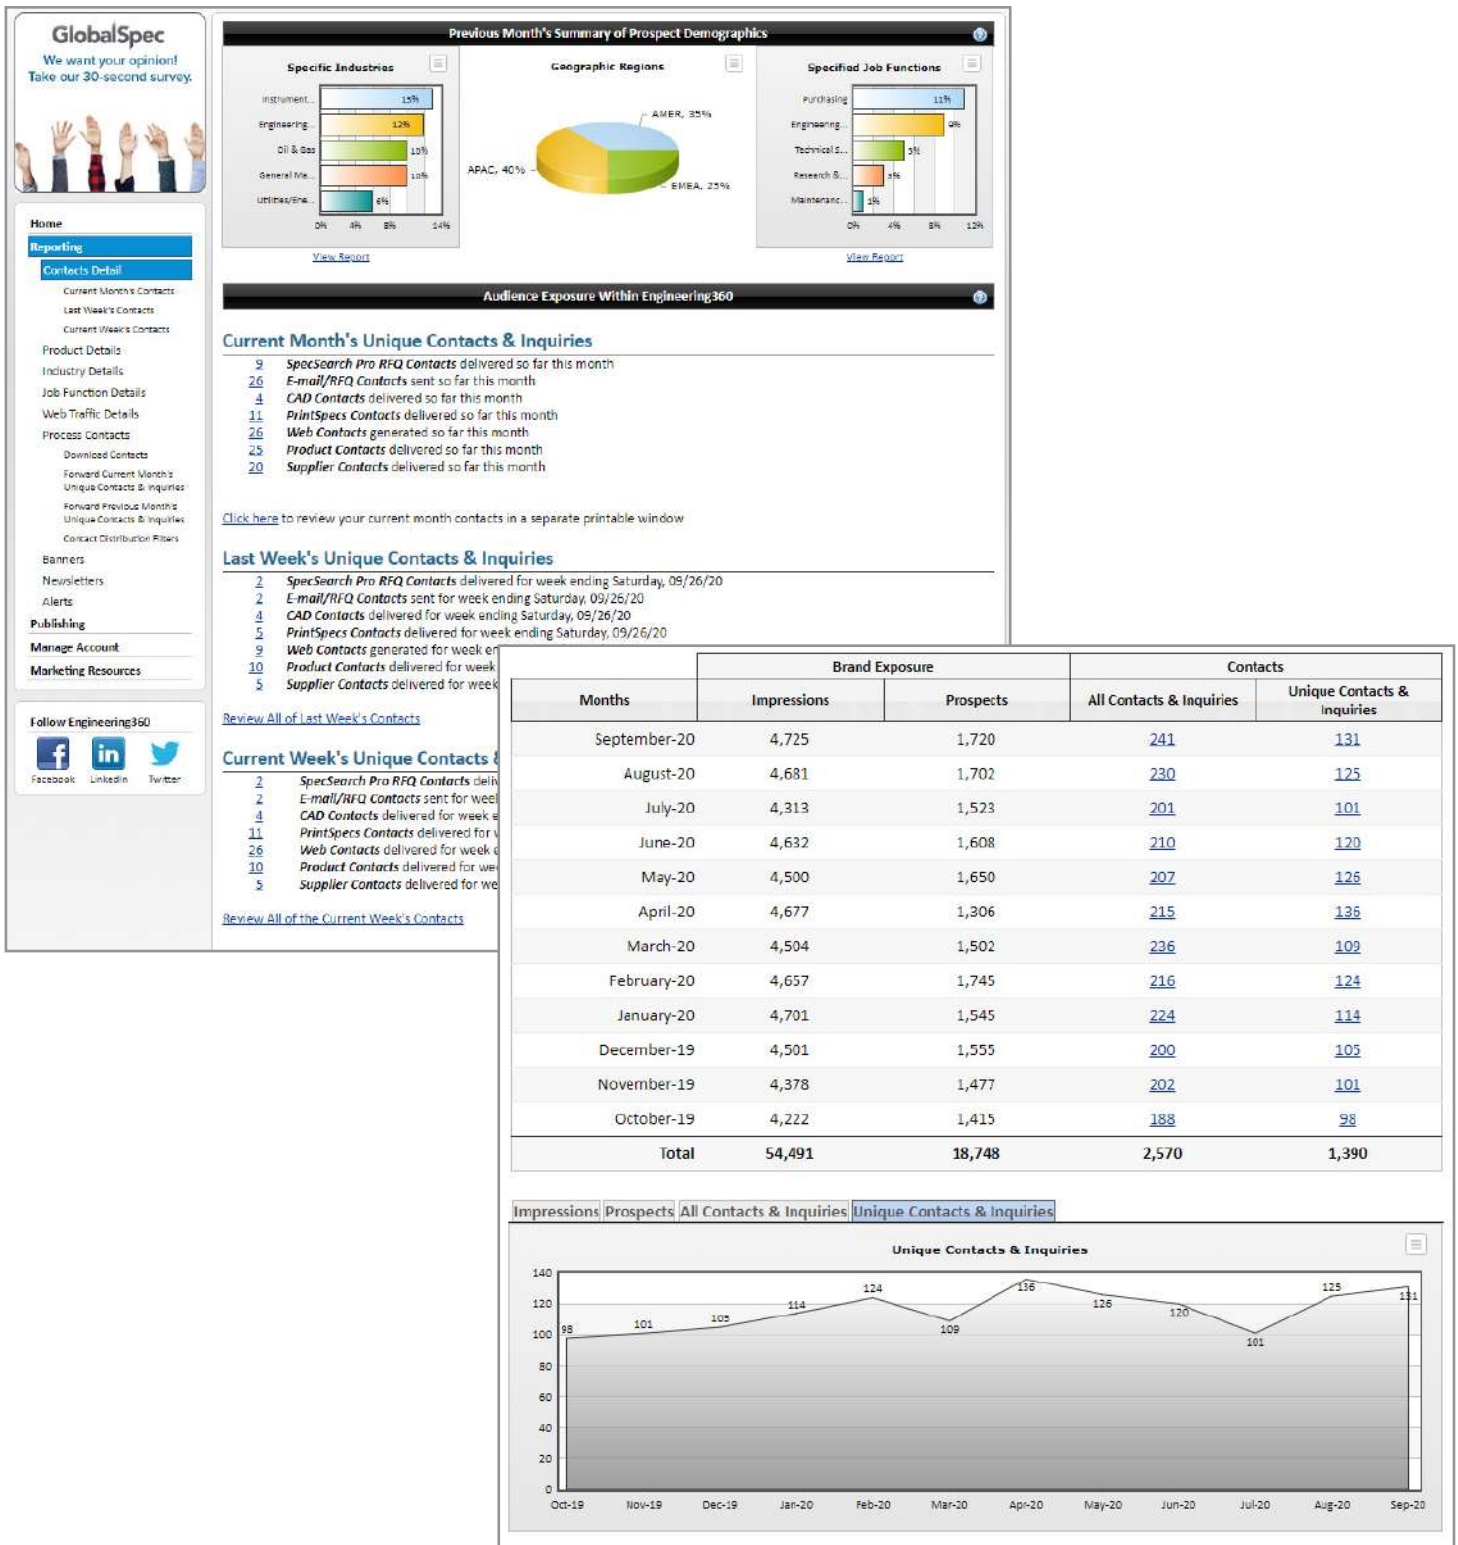 GlobalSpec
We want your opinion!
Take our 30-second survey.
Home
Reporting
Contacts Detail
Current Month's Contacts
Last Week's Contacts
Current Week's Contacts
Product Details
Industry Details
Job Function Details
Web Traffic Details
Process Contacts
Download Contacts
Forward Current Month's
Unique Contacts & Inquiries
Forward Previous Month's
Unique Contacts & Inquiries
Contact Distribution Filters
Banners
Newsletters
Alerts
Publishing
Manage Account
Marketing Resources
Follow Engineering360
Facebook LinkedIn Twitter
Previous Month's Summary of Prospect Demographics
Specific Industries
Instrument... 13%
Engineering... 12%
Oil & Gas 10%
General Ma... 10%
Utilities/Ene... 6%
0% 4% 8% 14%
View Report
Geographic Regions
AMER, 35%
APAC, 40%
EMEA, 25%
Specified Job Functions
Purchasing 11%
Engineering... 9%
Technical S... 5%
Research &... 3%
Maintenanc... 1%
0% 4% 8% 12%
View Report
Audience Exposure Within Engineering360
Current Month's Unique Contacts & Inquiries
9 SpecSearch Pro RFQ Contacts delivered so far this month
26 E-mail/RFQ Contacts sent so far this month
4 CAD Contacts delivered so far this month
11 PrintSpecs Contacts delivered so far this month
26 Web Contacts generated so far this month
25 Product Contacts delivered so far this month
20 Supplier Contacts delivered so far this month
Click here to review your current month contacts in a separate printable window
Last Week's Unique Contacts & Inquiries
2 SpecSearch Pro RFQ Contacts delivered for week ending Saturday, 09/26/20
2 E-mail/RFQ Contacts sent for week ending Saturday, 09/26/20
4 CAD Contacts delivered for week ending Saturday, 09/26/20
5 PrintSpecs Contacts delivered for week ending Saturday, 09/26/20
9 Web Contacts generated for week en
10 Product Contacts delivered for week
5 Supplier Contacts delivered for week
Review All of Last Week's Contacts
Current Week's Unique Contacts &
2 SpecSearch Pro RFQ Contacts deliv
2 E-mail/RFQ Contacts sent for week
4 CAD Contacts delivered for week e
11 PrintSpecs Contacts delivered for w
26 Web Contacts delivered for week e
10 Product Contacts delivered for wee
5 Supplier Contacts delivered for we
Review All of the Current Week's Contacts
Brand Exposure Contacts
Months Impressions Prospects All Contacts & Inquiries Unique Contacts &
Inquiries
September-20 4,725 1,720 241 131
August-20 4,681 1,702 230 125
July-20 4,313 1,523 201 101
June-20 4,632 1,608 210 120
May-20 4,500 1,650 207 126
April-20 4,677 1,306 215 136
March-20 4,504 1,502 236 109
February-20 4,657 1,745 216 124
January-20 4,701 1,545 224 114
December-19 4,501 1,555 200 105
November-19 4,378 1,477 202 101
October-19 4,222 1,415 188 98
Total 54,491 18,748 2,570 1,390
Impressions Prospects All Contacts & Inquiries Unique Contacts & Inquiries
Unique Contacts & Inquiries
140
120
100
80
60
40
20
0
98 101 105 114 124 109 136 126 120 101 125 131
Oct-19 Nov-19 Dec-19 Jan-20 Feb-20 Mar-20 Apr-20 May-20 Jun-20 Jul-20 Aug-20 Sep-20